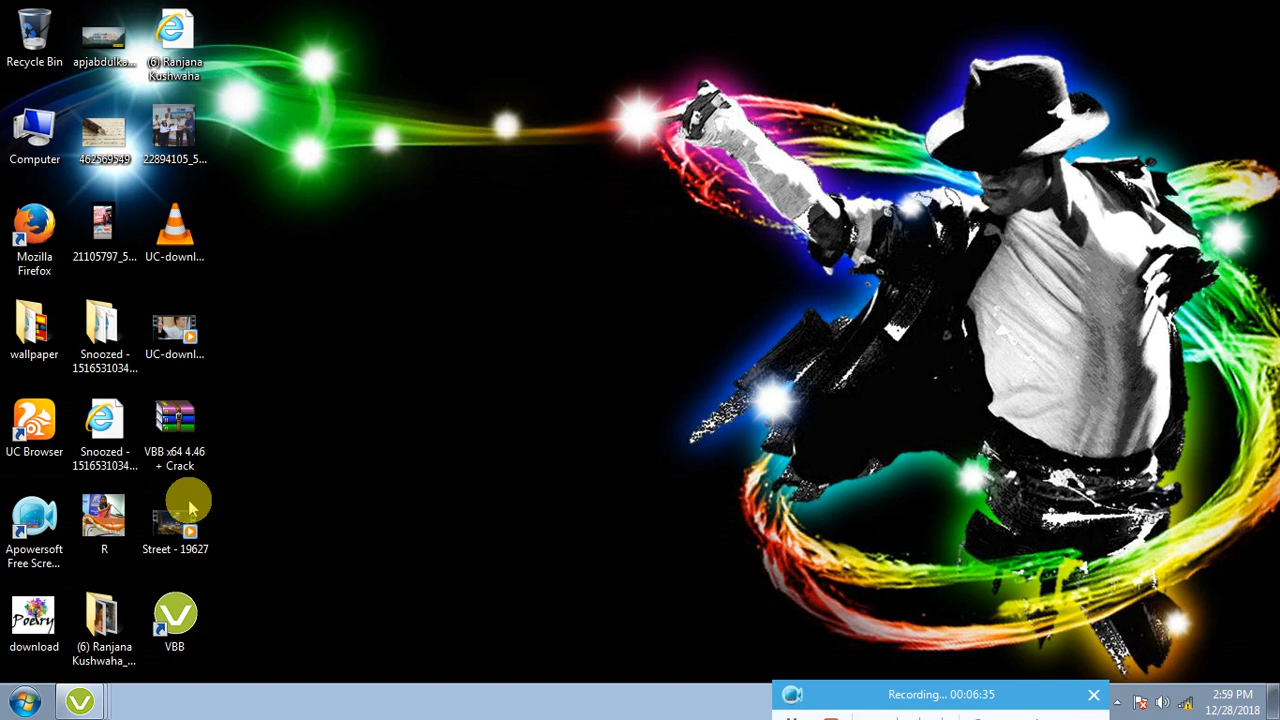 Recycle Bin
apjabdulka...
(6) Ranjana
Kushwaha
Computer
462569549
22894105_5...
Mozilla
Firefox
21105797_5...
UC-downl...
wallpaper
Snoozed -
1516531034...
UC-downl...
UC Browser
Snoozed -
1516531034...
VBB x64 4.46
+ Crack
Apowersoft
Free Scre...
R
Street - 19627
Poetry
download
(6) Ranjana
Kushwaha_...
VBB
Recording... 00:06:35
2:59 PM
12/28/2018